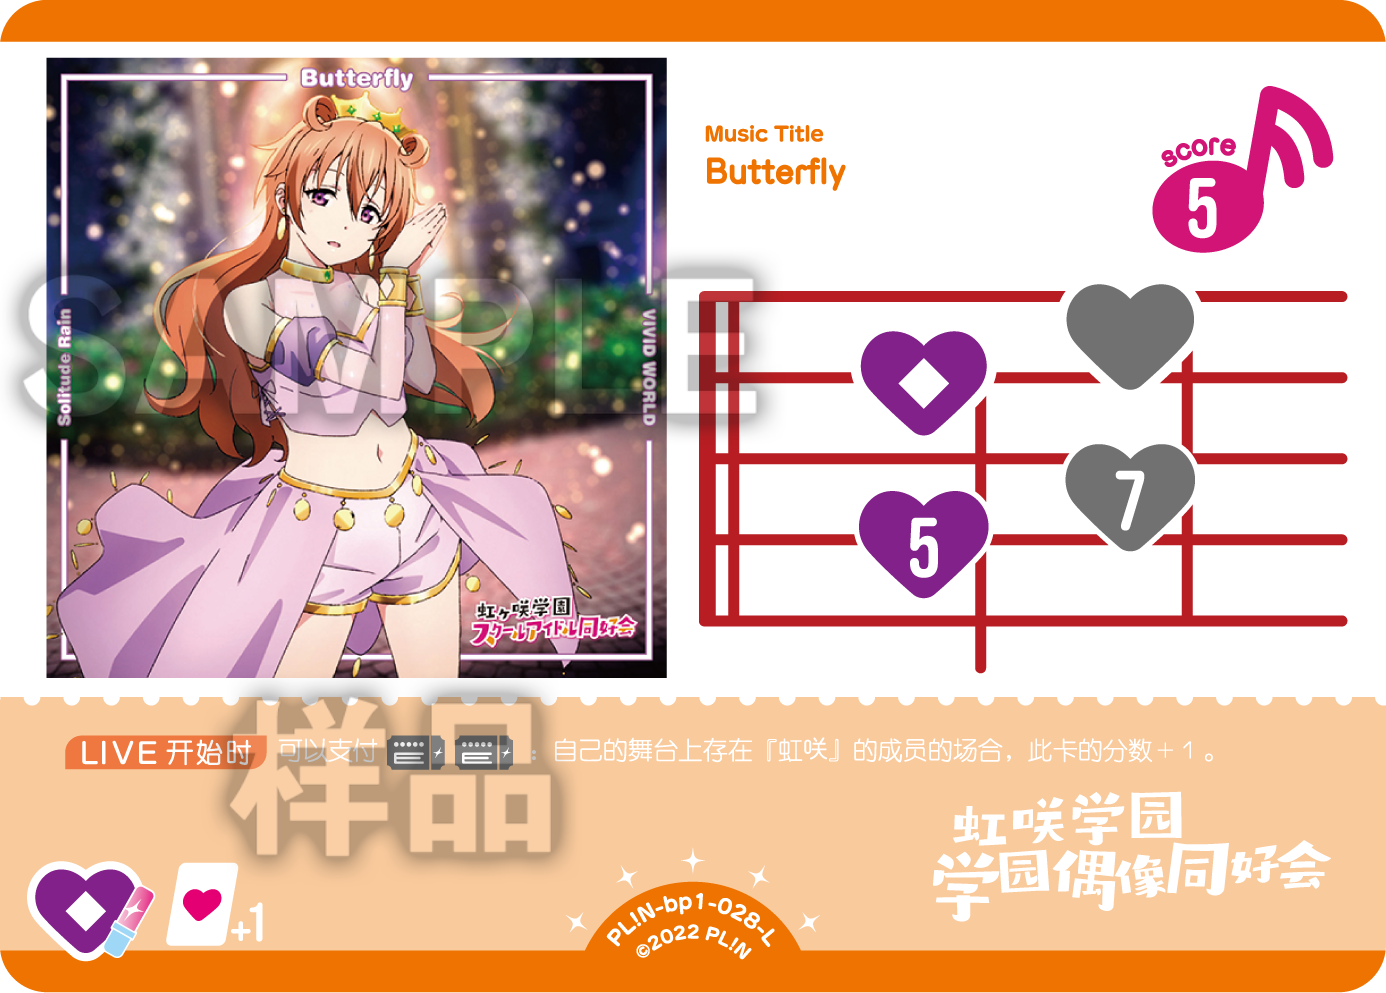 Butterfly
Solitude Rain
VIVID WORLD
虹ヶ咲学園
スクールアイドル同好会
SAMPLE
Music Title
Butterfly
score
5
5
7
样品
LIVE 开始时 可以支付 E E ：自己的舞台上存在『虹咲』的成员的场合，此卡的分数＋１。
虹咲学园
学园偶像同好会
+1
PL!N-bp1-028-L
©2022 PL!N